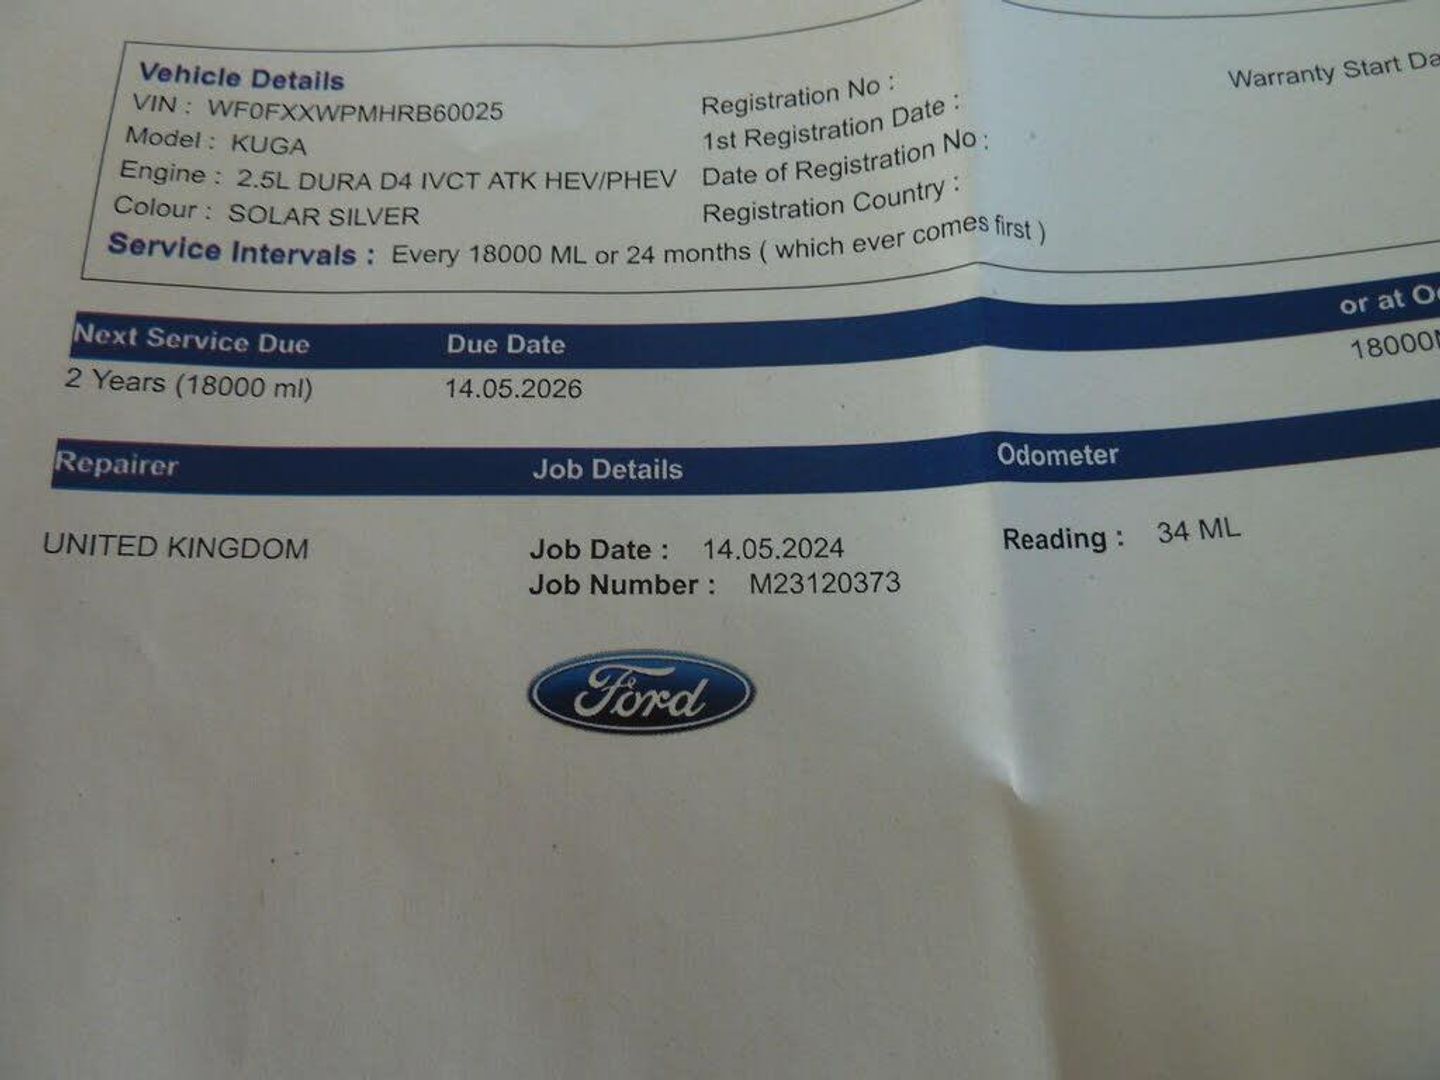 Vehicle Details
VIN : WF0FXXWPMHRB60025
Model : KUGA
Engine : 2.5L DURA D4 IVCT ATK HEV/PHEV
Colour : SOLAR SILVER
Registration No :
1st Registration Date :
Date of Registration No :
Registration Country :
Warranty Start Da
Service Intervals : Every 18000 ML or 24 months ( which ever comes first )
Next Service Due Due Date or at O
2 Years (18000 ml) 14.05.2026 18000
Repairer Job Details Odometer
UNITED KINGDOM Job Date : 14.05.2024 Reading : 34 ML
Job Number : M23120373
Ford